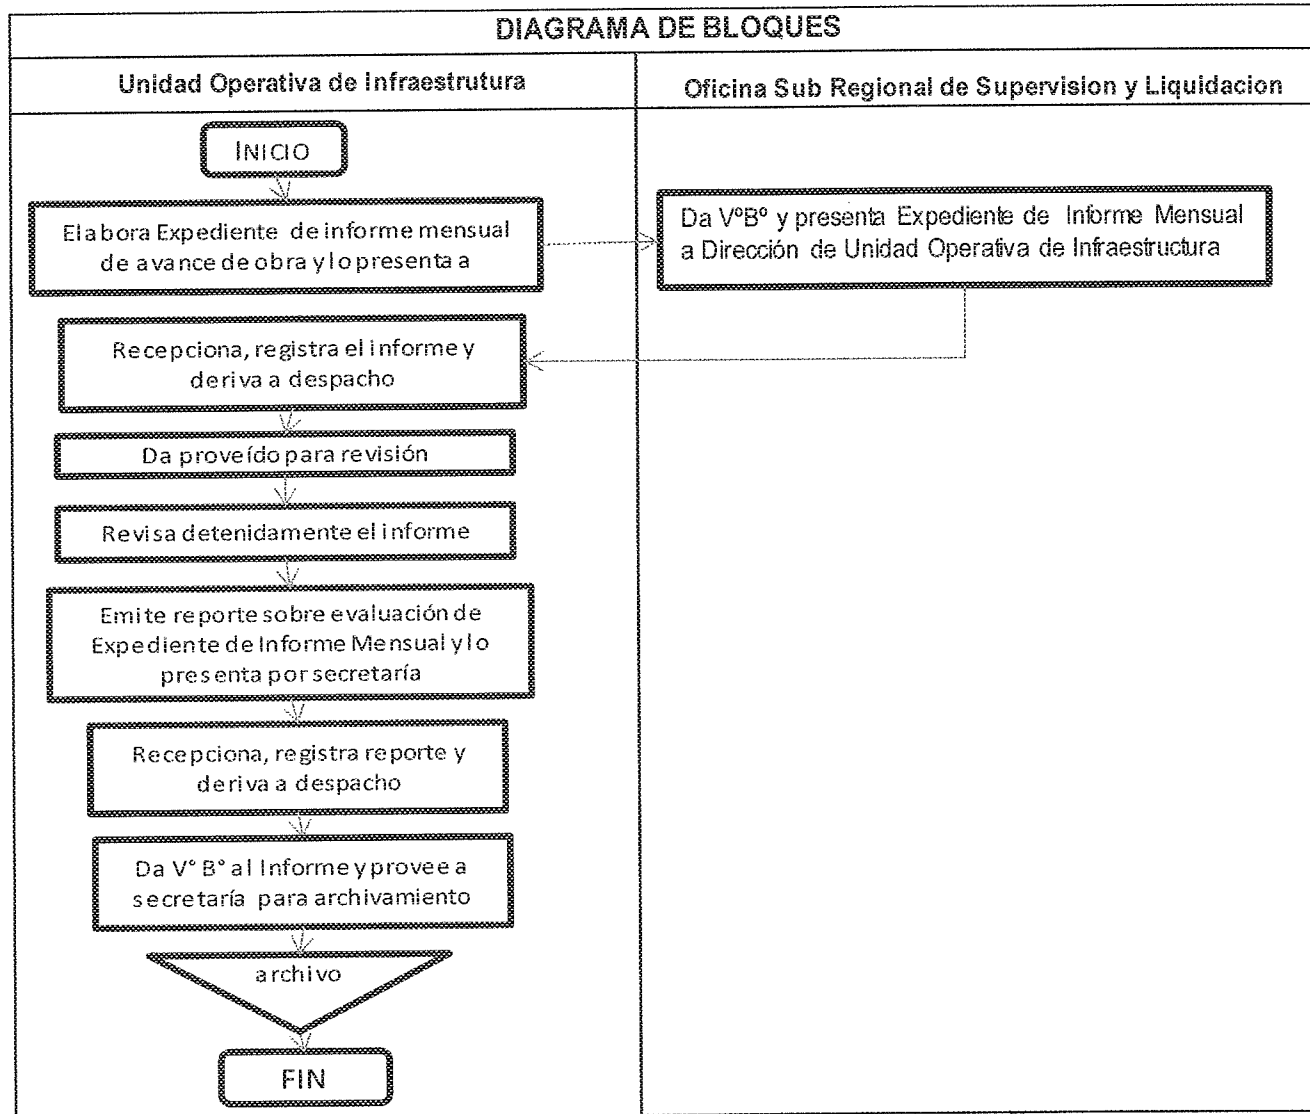 DIAGRAMA DE BLOQUES
Unidad Operativa de Infraestrutura
Oficina Sub Regional de Supervision y Liquidacion
INICIO
Elabora Expediente de informe mensual
de avance de obra y lo presenta a
Da VºBº y presenta Expediente de Informe Mensual
a Dirección de Unidad Operativa de Infraestructura
Recepciona, registra el informe y
deriva a despacho
Da proveído para revisión
Revisa detenidamente el informe
Emite reporte sobre evaluación de
Expediente de Informe Mensual y lo
presenta por secretaría
Recepciona, registra reporte y
deriva a despacho
Da V° B° al Informe y provee a
secretaría para archivamiento
archivo
FIN